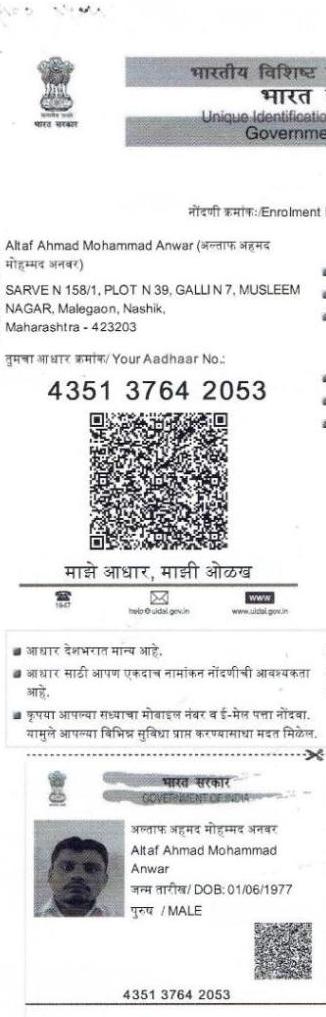 भारत सरकार
भारतीय विशिष्ट
भारत
Unique Identificatio
Governme
नोंदणी क्रमांक:/Enrolment
Altaf Ahmad Mohammad Anwar (अल्ताफ अहमद
मोहम्मद अनवर)
SARVE N 158/1, PLOT N 39, GALLI N 7, MUSLEEM
NAGAR, Malegaon, Nashik,
Maharashtra - 423203
तुमचा आधार क्रमांक/ Your Aadhaar No.:
4351 3764 2053
माझे आधार, माझी ओळख
1947
help@uidai.gov.in
www
www.uidai.gov.in
आधार देशभरात मान्य आहे.
आधार साठी आपण एकदाच नामांकन नोंदणीची आवश्यकता
आहे.
कृपया आपल्या सध्याचा मोबाइल नंबर व ई-मेल पत्ता नोंदवा.
यामुळे आपल्या विभिन्न सुविधा प्राप्त करण्यासाधा मदत मिळेल.
भारत सरकार
GOVERNMENT OF INDIA
अल्ताफ अहमद मोहम्मद अनवर
Altaf Ahmad Mohammad
Anwar
जन्म तारीख/ DOB: 01/06/1977
पुरुष / MALE
4351 3764 2053